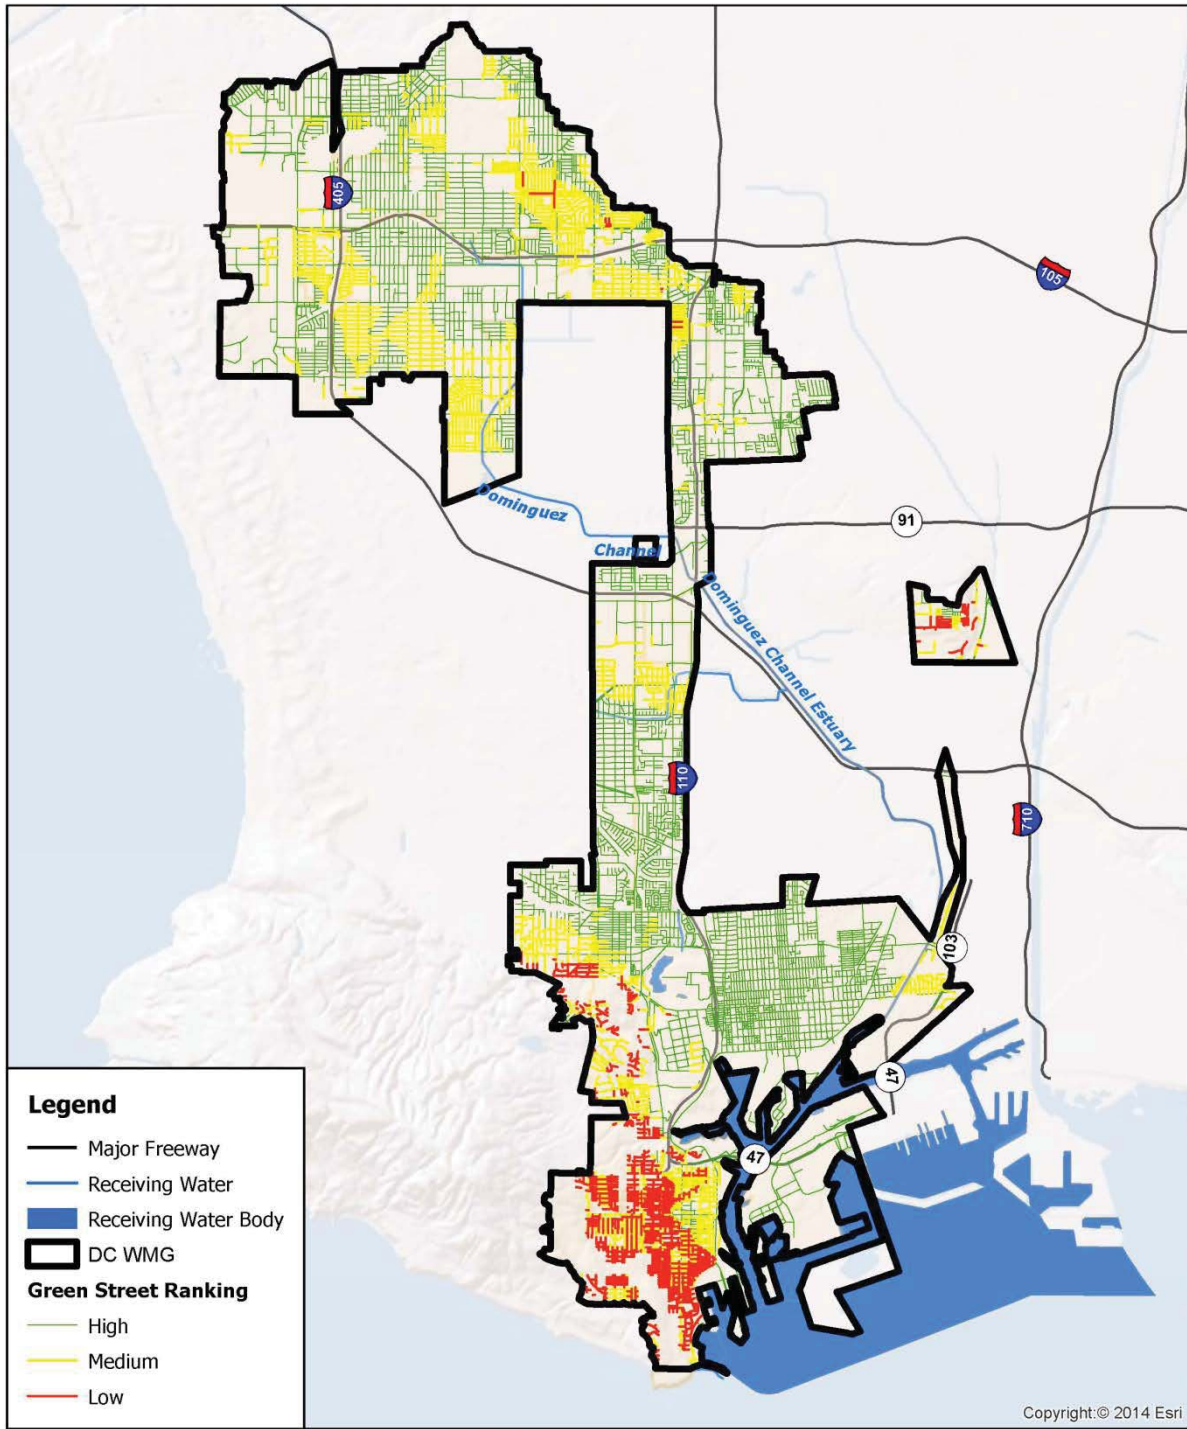 405
105
Dominguez
Channel
91
Dominguez Channel Estuary
110
710
103
47
47
Legend
Major Freeway
Receiving Water
Receiving Water Body
DC WMG
Green Street Ranking
High
Medium
Low
Copyright:© 2014 Esri